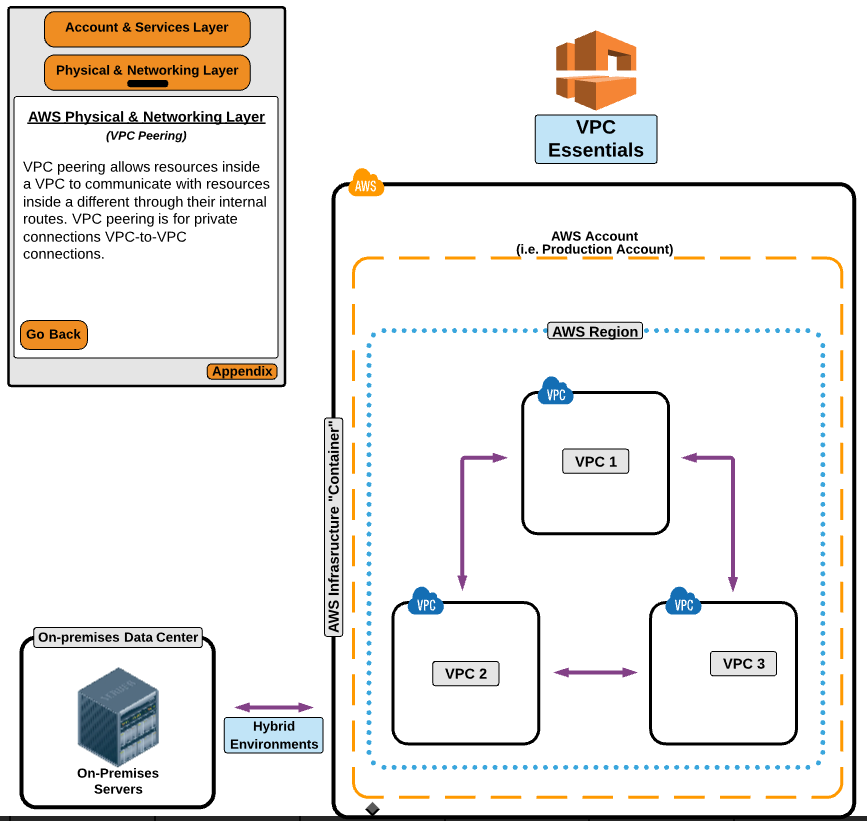 Account & Services Layer
Physical & Networking Layer
AWS Physical & Networking Layer
(VPC Peering)
VPC peering allows resources inside
a VPC to communicate with resources
inside a different through their internal
routes. VPC peering is for private
connections VPC-to-VPC
connections.
Go Back
Appendix
VPC
Essentials
AWS
AWS Account
(i.e. Production Account)
AWS Region
VPC
VPC 1
AWS Infrasructure "Container"
VPC
VPC 2
VPC
VPC 3
On-premises Data Center
On-Premises
Servers
Hybrid
Environments